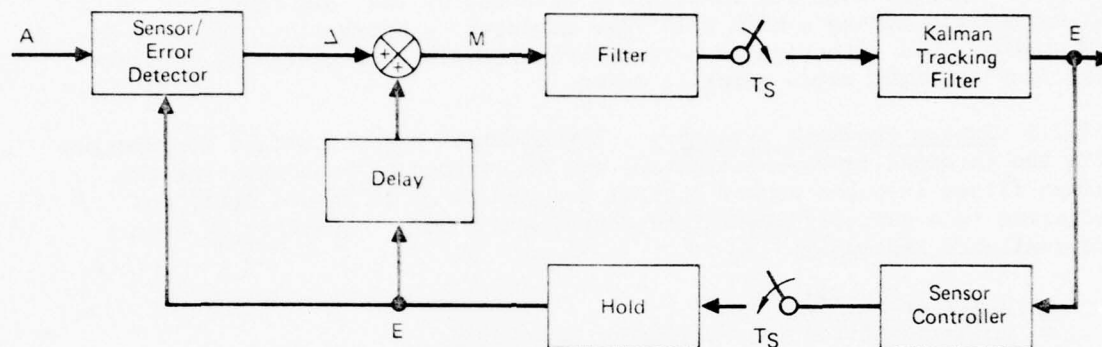 A
Sensor/
Error
Detector
Δ
+
+
M
Filter
T_S
Kalman
Tracking
Filter
E
Delay
E
Hold
T_S
Sensor
Controller